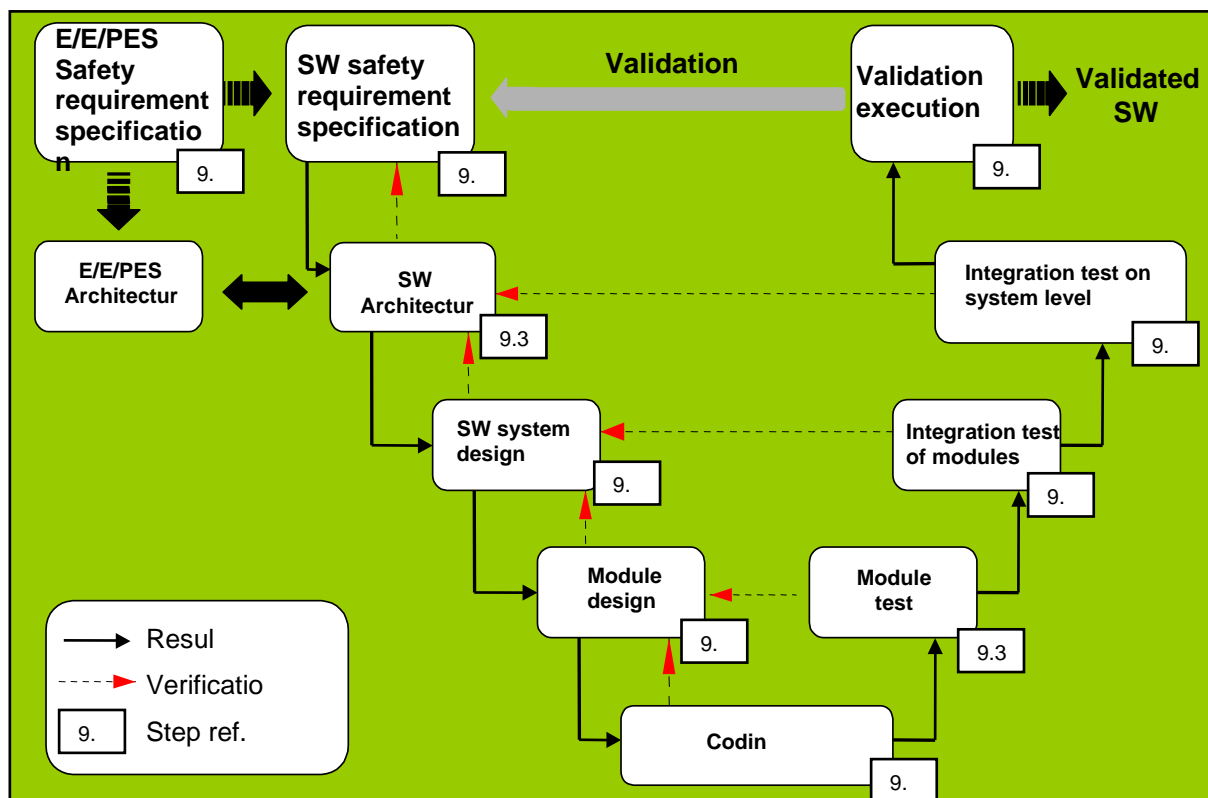 E/E/PES
Safety
requirement
specificatio
n
9.
SW safety
requirement
specification
9.
Validation
Validation
execution
9.
Validated
SW
E/E/PES
Architectur
SW
Architectur
9.3
Integration test on
system level
9.
SW system
design
9.
Integration test
of modules
9.
Module
design
9.
Module
test
9.3
Codin
9.
Resul
Verificatio
9.
Step ref.